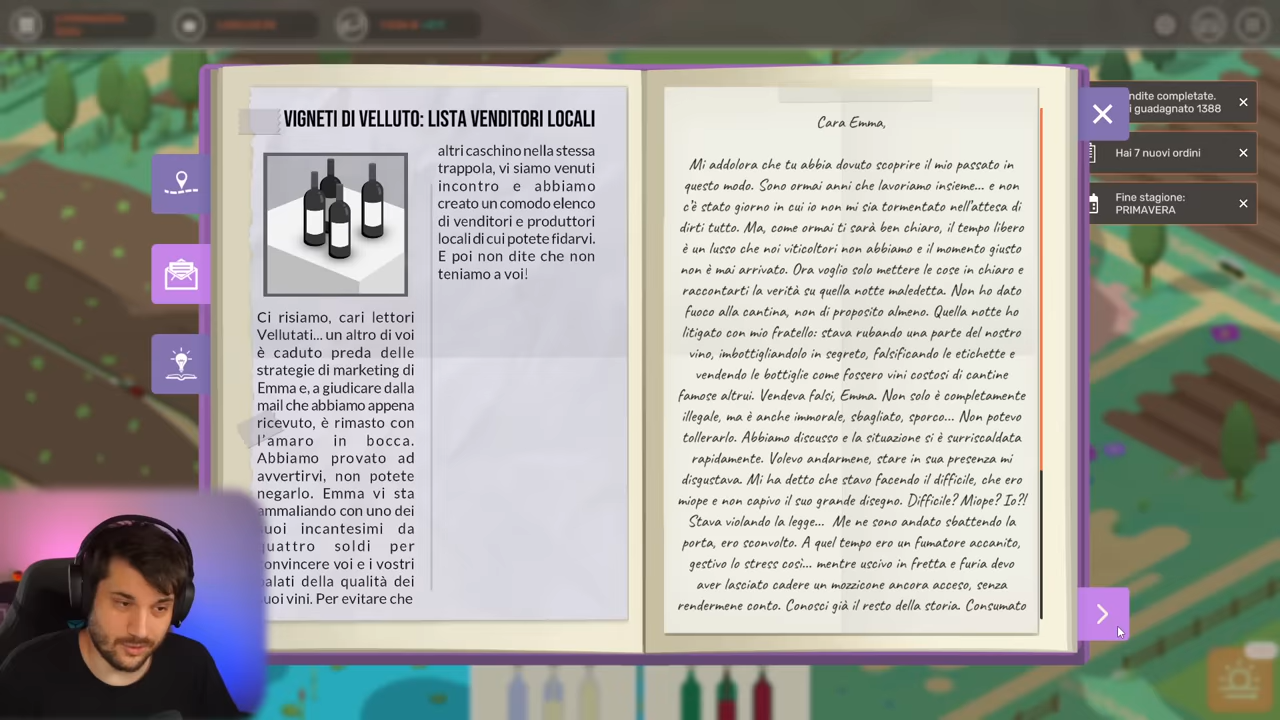 VIGNETI DI VELLUTO: LISTA VENDITORI LOCALI
Ci risiamo, cari lettori
Vellutati... un altro di voi
è caduto preda delle
strategie di marketing di
Emma e, a giudicare dalla
mail che abbiamo appena
ricevuto, è rimasto con
l'amaro in bocca.
Abbiamo provato ad
avvertirvi, non potete
negarlo. Emma vi sta
ammaliando con uno dei
suoi incantesimi da
quattro soldi per
convincere voi e i vostri
palati della qualità dei
suoi vini. Per evitare che
altri caschino nella stessa
trappola, vi siamo venuti
incontro e abbiamo
creato un comodo elenco
di venditori e produttori
locali di cui potete fidarvi.
E poi non dite che non
teniamo a voi!
Cara Emma,
Mi addolora che tu abbia dovuto scoprire il mio passato in
questo modo. Sono ormai anni che lavoriamo insieme... e non
c'è stato giorno in cui io non mi sia tormentato nell'attesa di
dirti tutto. Ma, come ormai ti sarà ben chiaro, il tempo libero
è un lusso che noi viticoltori non abbiamo e il momento giusto
non è mai arrivato. Ora voglio solo mettere le cose in chiaro e
raccontarti la verità su quella notte maledetta. Non ho dato
fuoco alla cantina, non di proposito almeno. Quella notte ho
litigato con mio fratello: stava rubando una parte del nostro
vino, imbottigliandolo in segreto, falsificando le etichette e
vendendo le bottiglie come fossero vini costosi di cantine
famose altrui. Vendeva falsi, Emma. Non solo è completamente
illegale, ma è anche immorale, sbagliato, sporco... Non potevo
tollerarlo. Abbiamo discusso e la situazione si è surriscaldata
rapidamente. Volevo andarmene, stare in sua presenza mi
disgustava. Mi ha detto che stavo facendo il difficile, che ero
miope e non capivo il suo grande disegno. Difficile? Miope? Io?!
Stava violando la legge... Me ne sono andato sbattendo la
porta, ero sconvolto. A quel tempo ero un fumatore accanito,
gestivo lo stress così... mentre uscivo in fretta e furia devo
aver lasciato cadere un mozzicone ancora acceso, senza
rendermene conto. Conosci già il resto della storia. Consumato
ndite completate.
i guadagnato 1388
Hai 7 nuovi ordini
Fine stagione:
PRIMAVERA